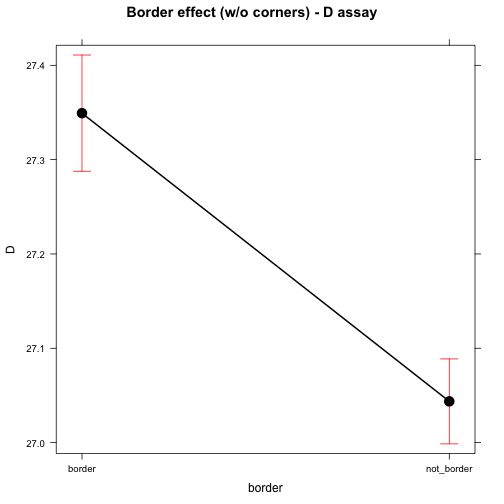 Border effect (w/o corners) - D assay
27.4
27.3
27.2
27.1
27.0
D
border
not_border
border